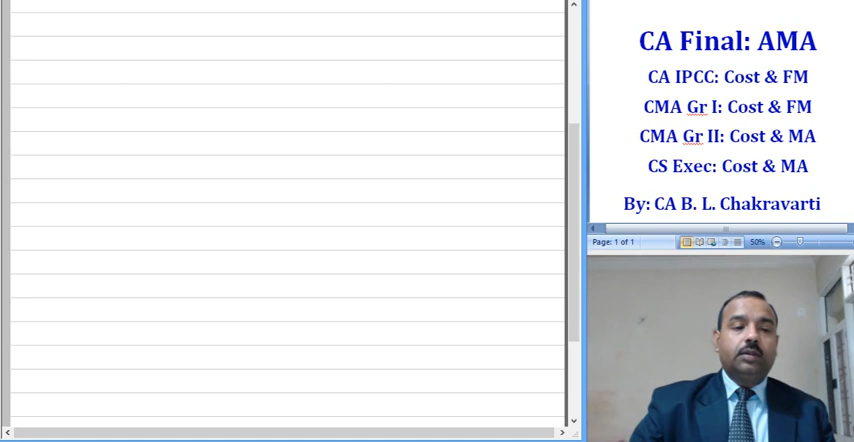 CA Final: AMA
CA IPCC: Cost & FM
CMA Gr I: Cost & FM
CMA Gr II: Cost & MA
CS Exec: Cost & MA
By: CA B. L. Chakravarti
Page: 1 of 1
50%